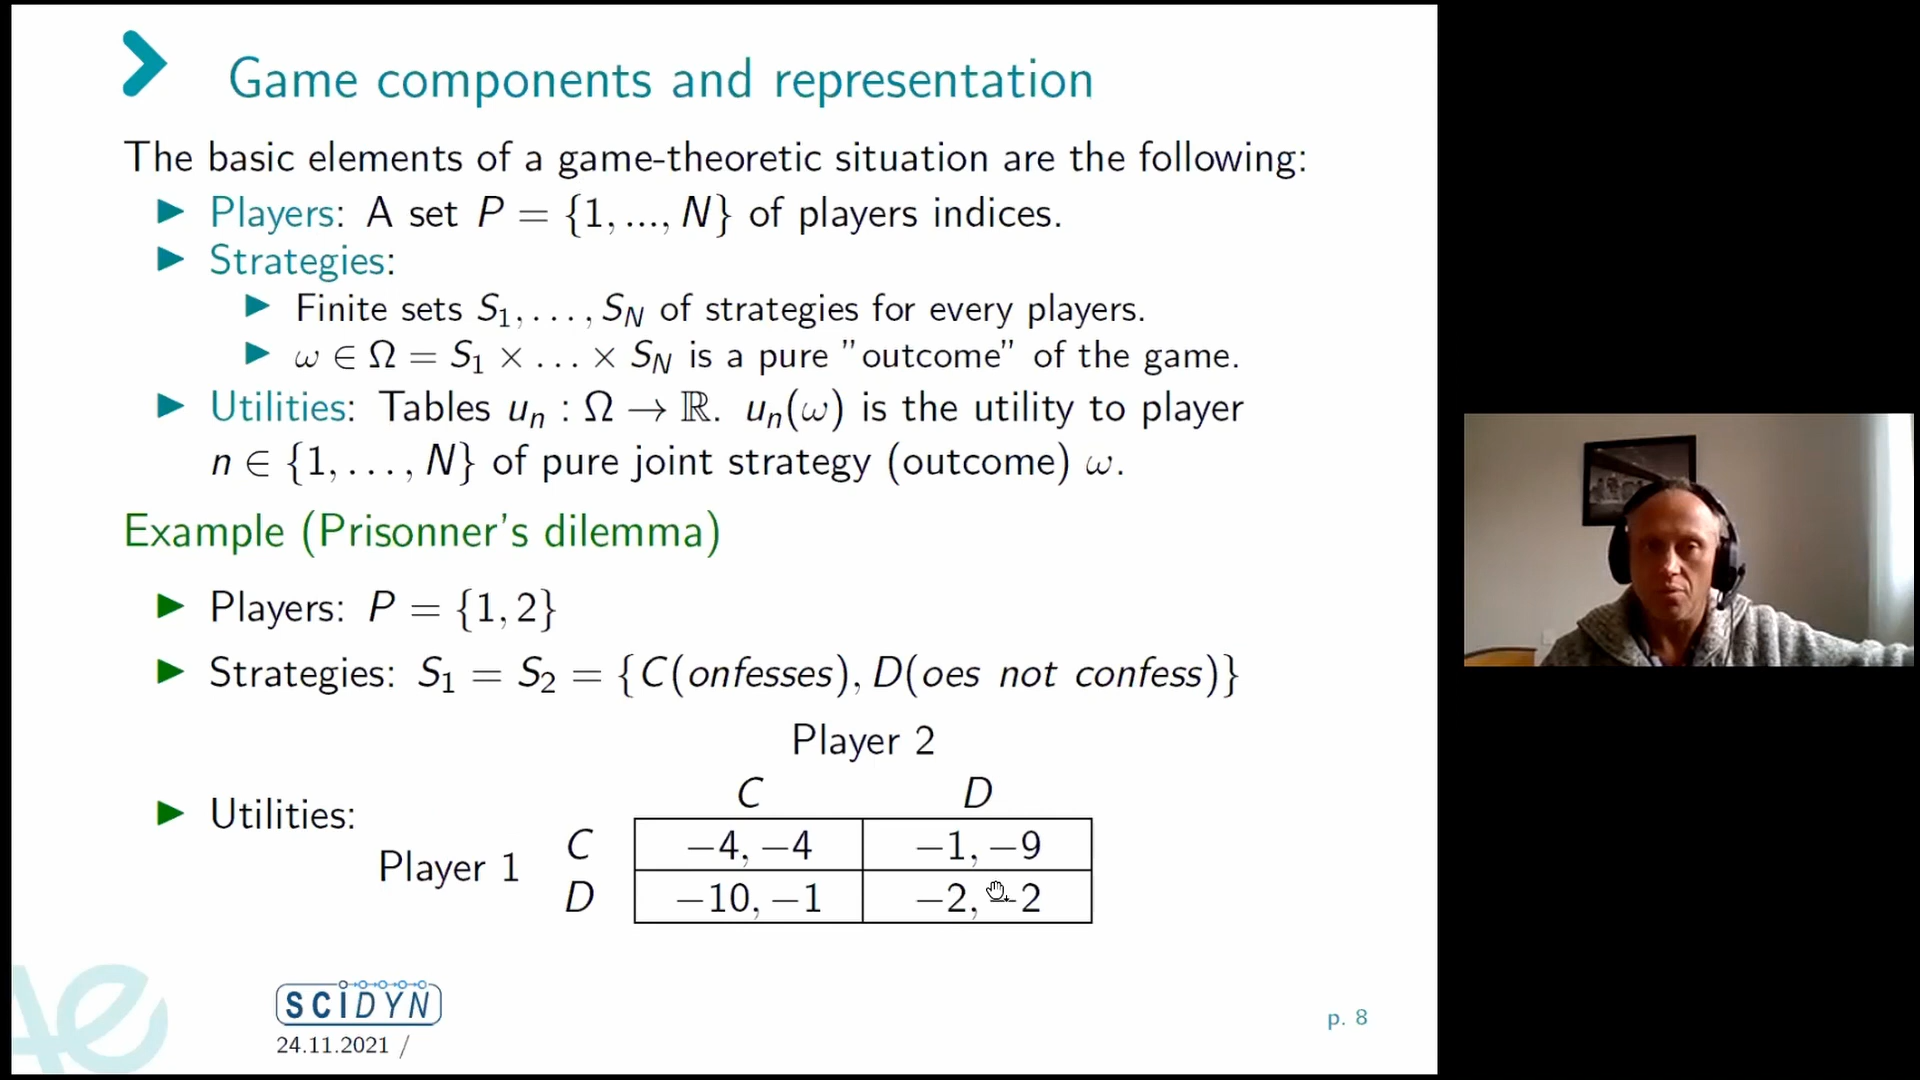 Game components and representation
The basic elements of a game-theoretic situation are the following:
Players: A set P = {1, ..., N} of players indices.
Strategies:
Finite sets S₁, . . . , S_N of strategies for every players.
ω ∈ Ω = S₁ × . . . × S_N is a pure ”outcome” of the game.
Utilities: Tables uₙ : Ω → ℝ. uₙ(ω) is the utility to player
n ∈ {1, . . . , N} of pure joint strategy (outcome) ω.
Example (Prisonner’s dilemma)
Players: P = {1, 2}
Strategies: S₁ = S₂ = {C(onfesses), D(oes not confess)}
Player 2
C D
Utilities:
C −4, −4 −1, −9
Player 1
D −10, −1 −2, −2
SCIDYN
24.11.2021 /
p. 8